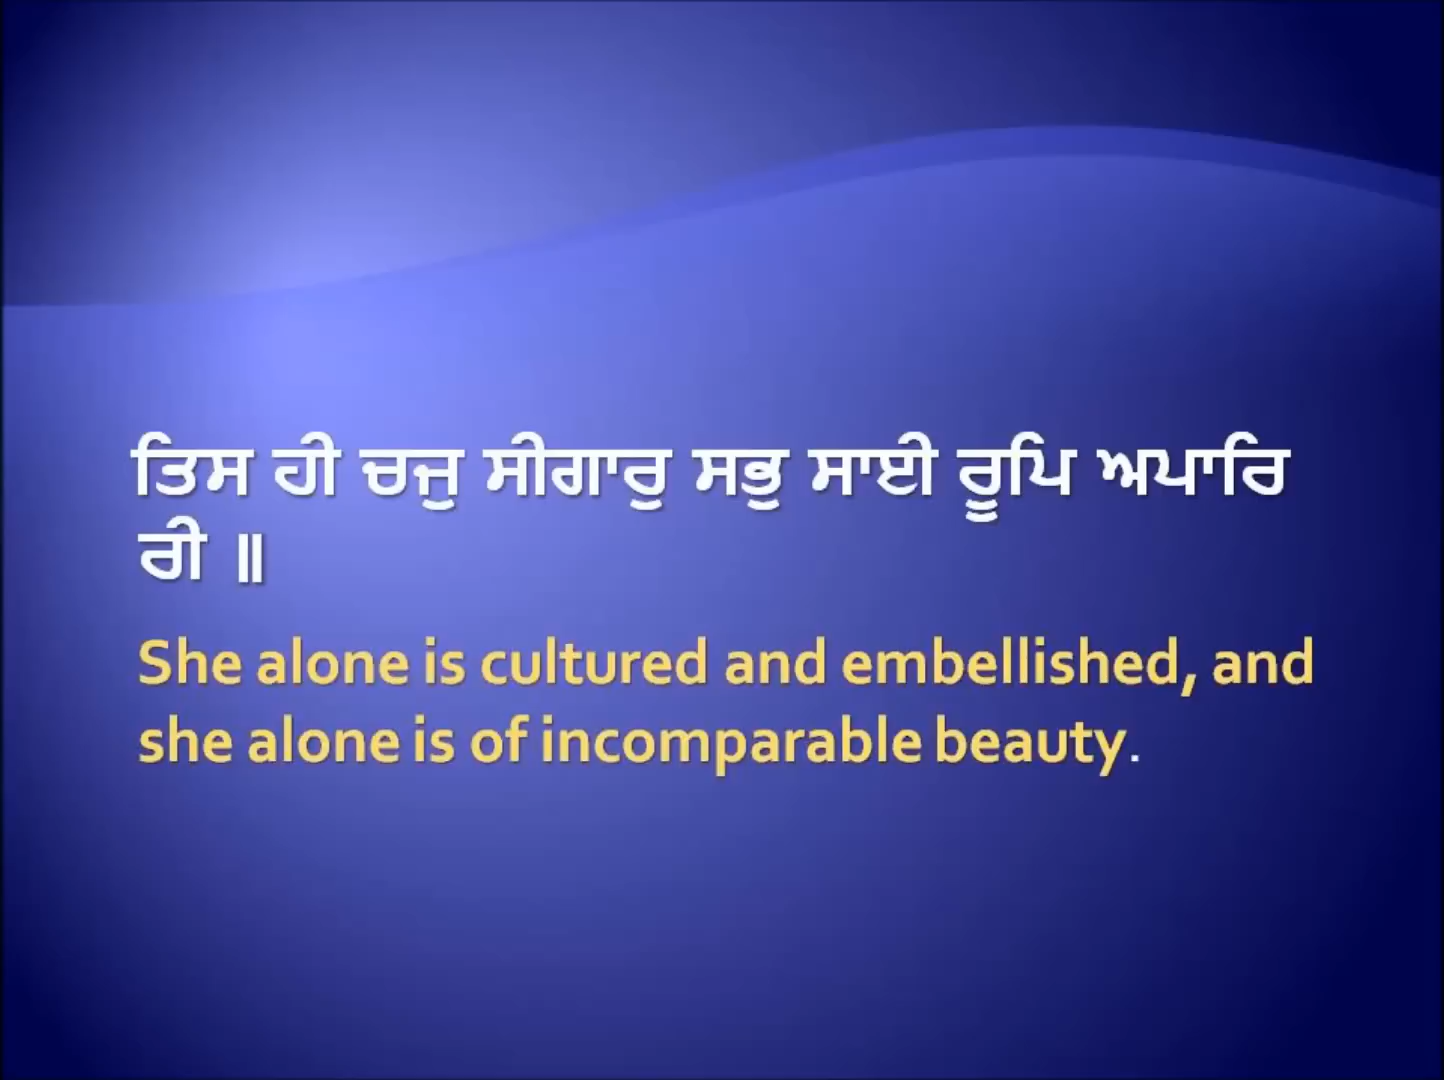 ਤਿਸ ਹੀ ਚਜੁ ਸੀਗਾਰੁ ਸਭੁ ਸਾਈ ਰੂਪਿ ਅਪਾਰਿ
ਰੀ ॥
She alone is cultured and embellished, and
she alone is of incomparable beauty.